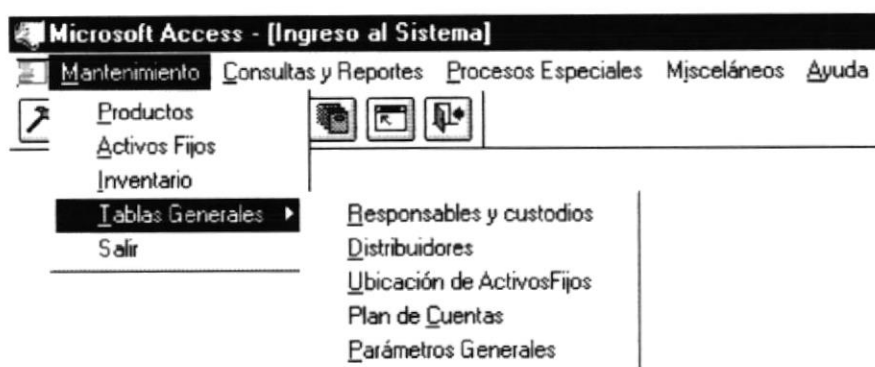 Microsoft Access - [Ingreso al Sistema]
Mantenimiento Consultas y Reportes Procesos Especiales Misceláneos Ayuda
Productos
Activos Fijos
Inventario
Tablas Generales
Salir
Responsables y custodios
Distribuidores
Ubicación de ActivosFijos
Plan de Cuentas
Parámetros Generales